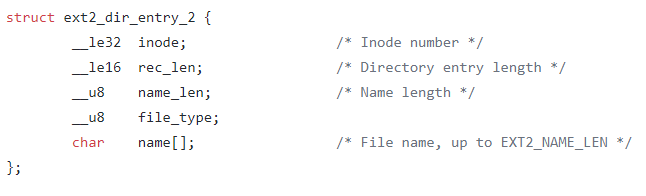 struct ext2_dir_entry_2 {
__le32 inode; /* Inode number */
__le16 rec_len; /* Directory entry length */
__u8 name_len; /* Name length */
__u8 file_type;
char name[]; /* File name, up to EXT2_NAME_LEN */
};